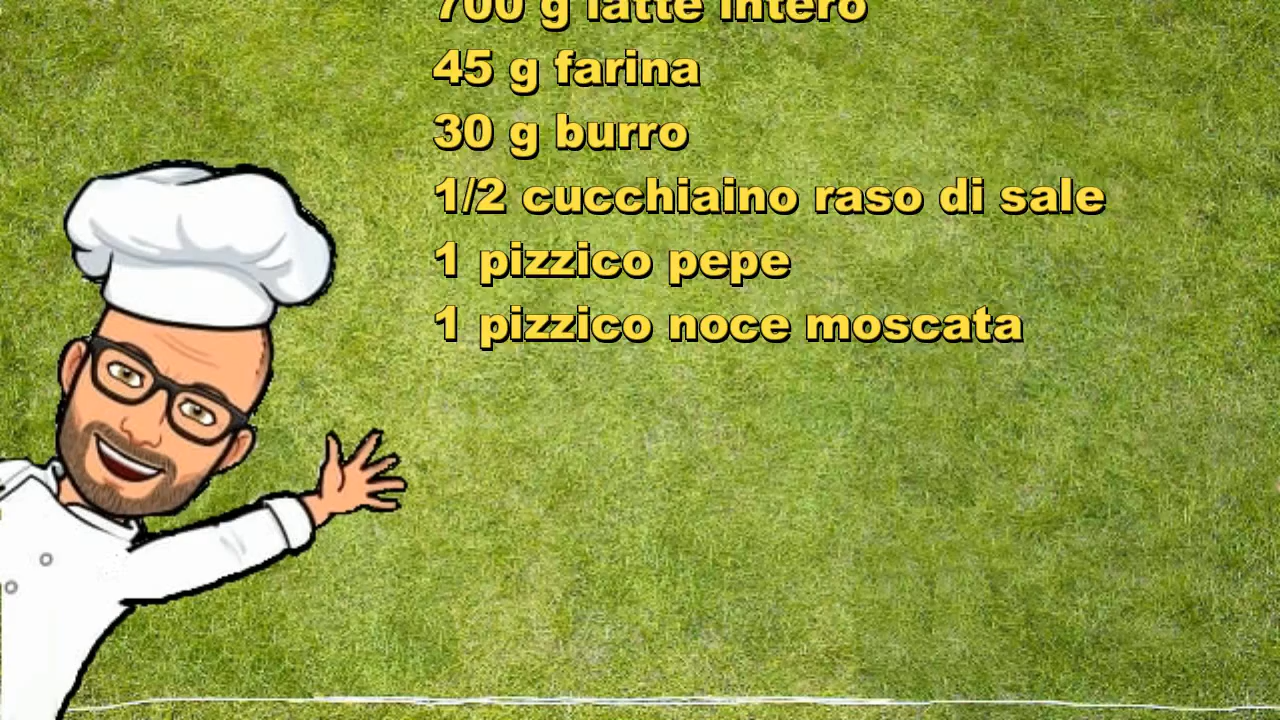 700 g latte intero
45 g farina
30 g burro
1/2 cucchiaino raso di sale
1 pizzico pepe
1 pizzico noce moscata